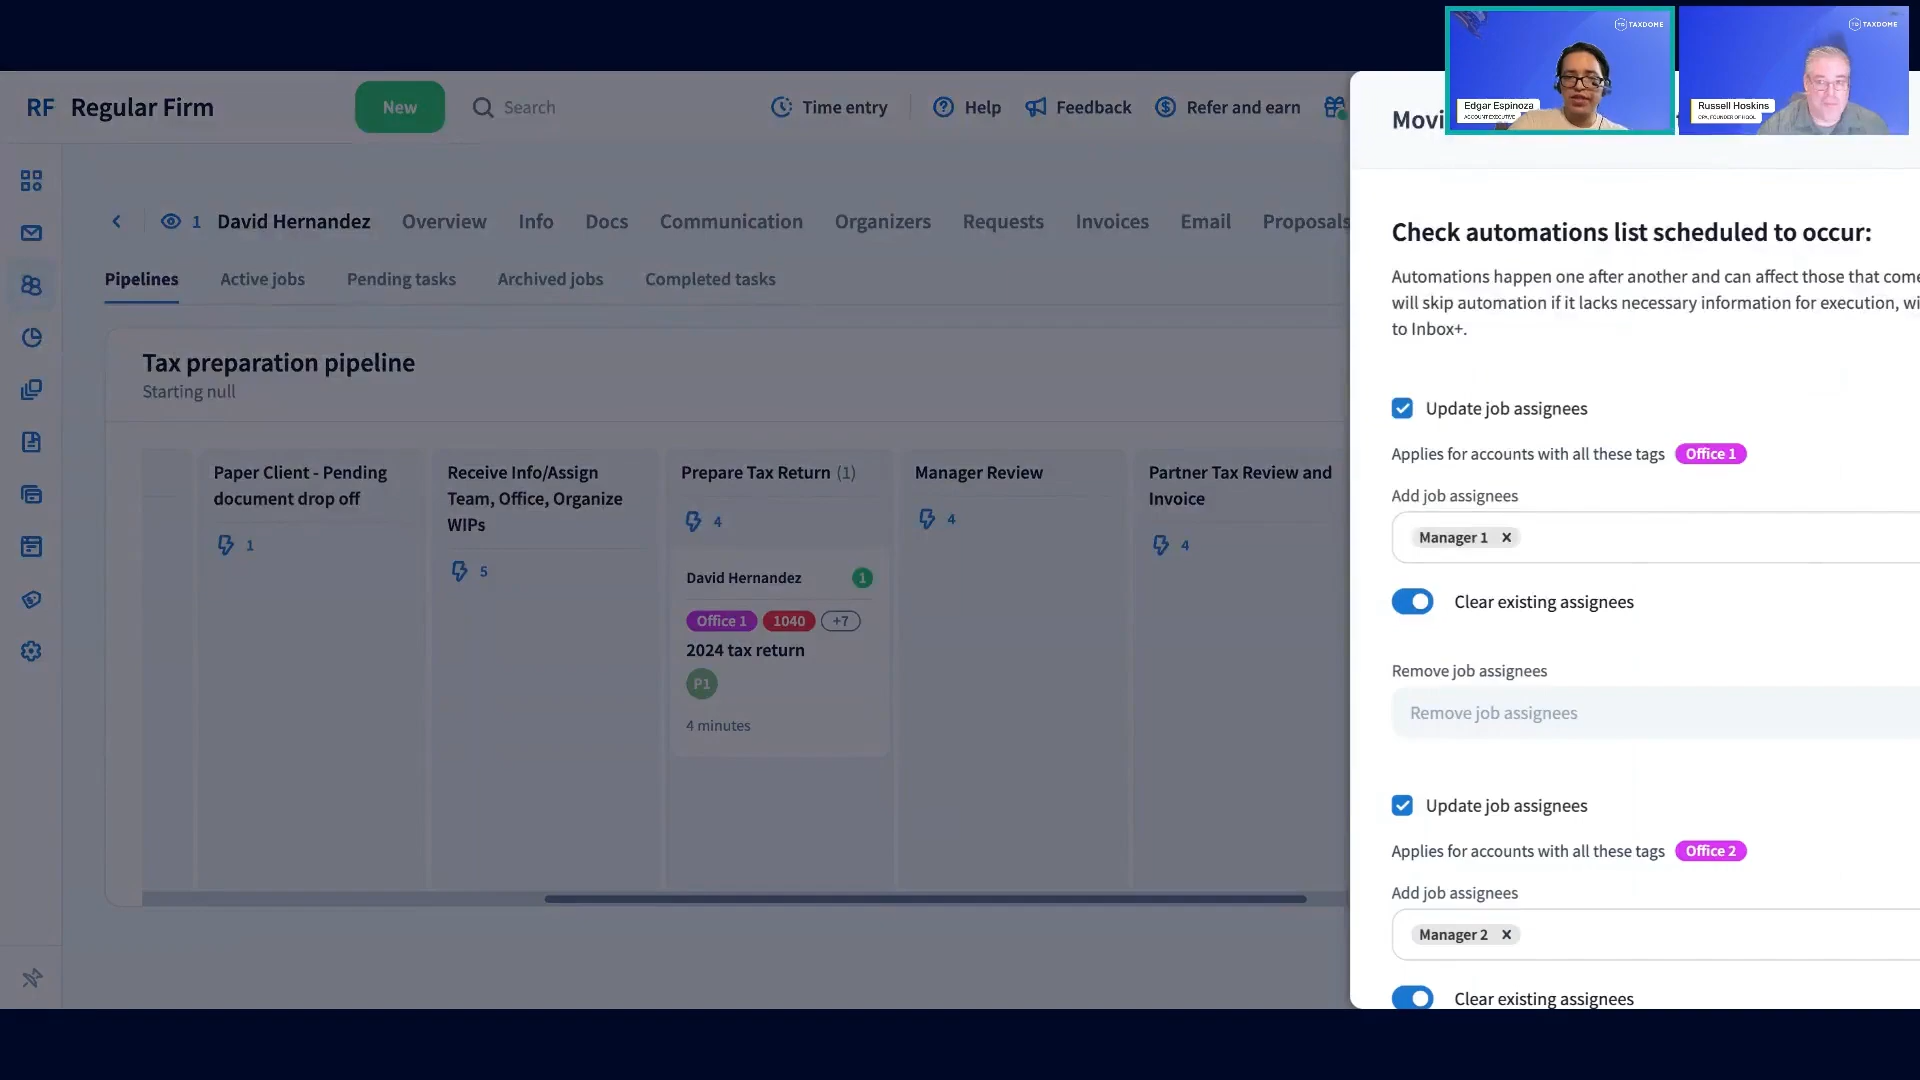 TAXDOME
TAXDOME
Edgar Espinoza
ACCOUNT EXECUTIVE
Russell Hoskins
RF Regular Firm
New
Search
Time entry
Help
Feedback
Refer and earn
Movi
1 David Hernandez
Overview
Info
Docs
Communication
Organizers
Requests
Invoices
Email
Proposals
Pipelines
Active jobs
Pending tasks
Archived jobs
Completed tasks
Tax preparation pipeline
Starting null
Paper Client - Pending
document drop off
1
Receive Info/Assign
Team, Office, Organize
WIPs
5
Prepare Tax Return (1)
4
David Hernandez 1
Office 1 1040 +7
2024 tax return
P1
4 minutes
Manager Review
4
Partner Tax Review and
Invoice
4
Check automations list scheduled to occur:
Automations happen one after another and can affect those that come
will skip automation if it lacks necessary information for execution, wi
to Inbox+.
Update job assignees
Applies for accounts with all these tags Office 1
Add job assignees
Manager 1
Clear existing assignees
Remove job assignees
Remove job assignees
Update job assignees
Applies for accounts with all these tags Office 2
Add job assignees
Manager 2
Clear existing assignees